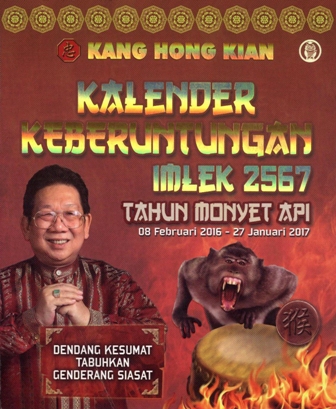 KANG HONG KIAN
KALENDER
KEBERUNTUNGAN
IMLEK 2567
TAHUN MONYET API
08 Februari 2016 - 27 Januari 2017
猴
DENDANG KESUMAT
TABUHKAN
GENDERANG SIASAT